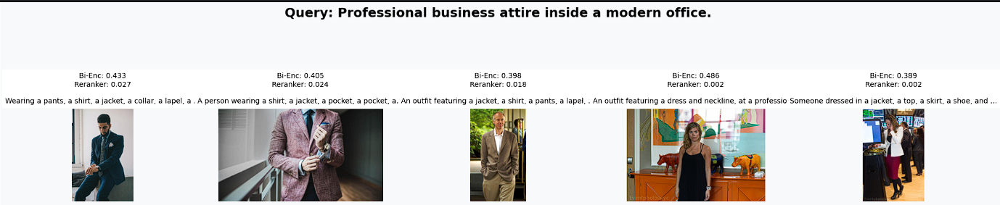 Query: Professional business attire inside a modern office.
Bi-Enc: 0.433
Reranker: 0.027
Wearing a pants, a shirt, a jacket, a collar, a lapel, a .
Bi-Enc: 0.405
Reranker: 0.024
A person wearing a shirt, a jacket, a pocket, a pocket, a.
Bi-Enc: 0.398
Reranker: 0.018
An outfit featuring a jacket, a shirt, a pants, a lapel, .
Bi-Enc: 0.486
Reranker: 0.002
An outfit featuring a dress and neckline, at a professio
Bi-Enc: 0.389
Reranker: 0.002
Someone dressed in a jacket, a top, a skirt, a shoe, and ...